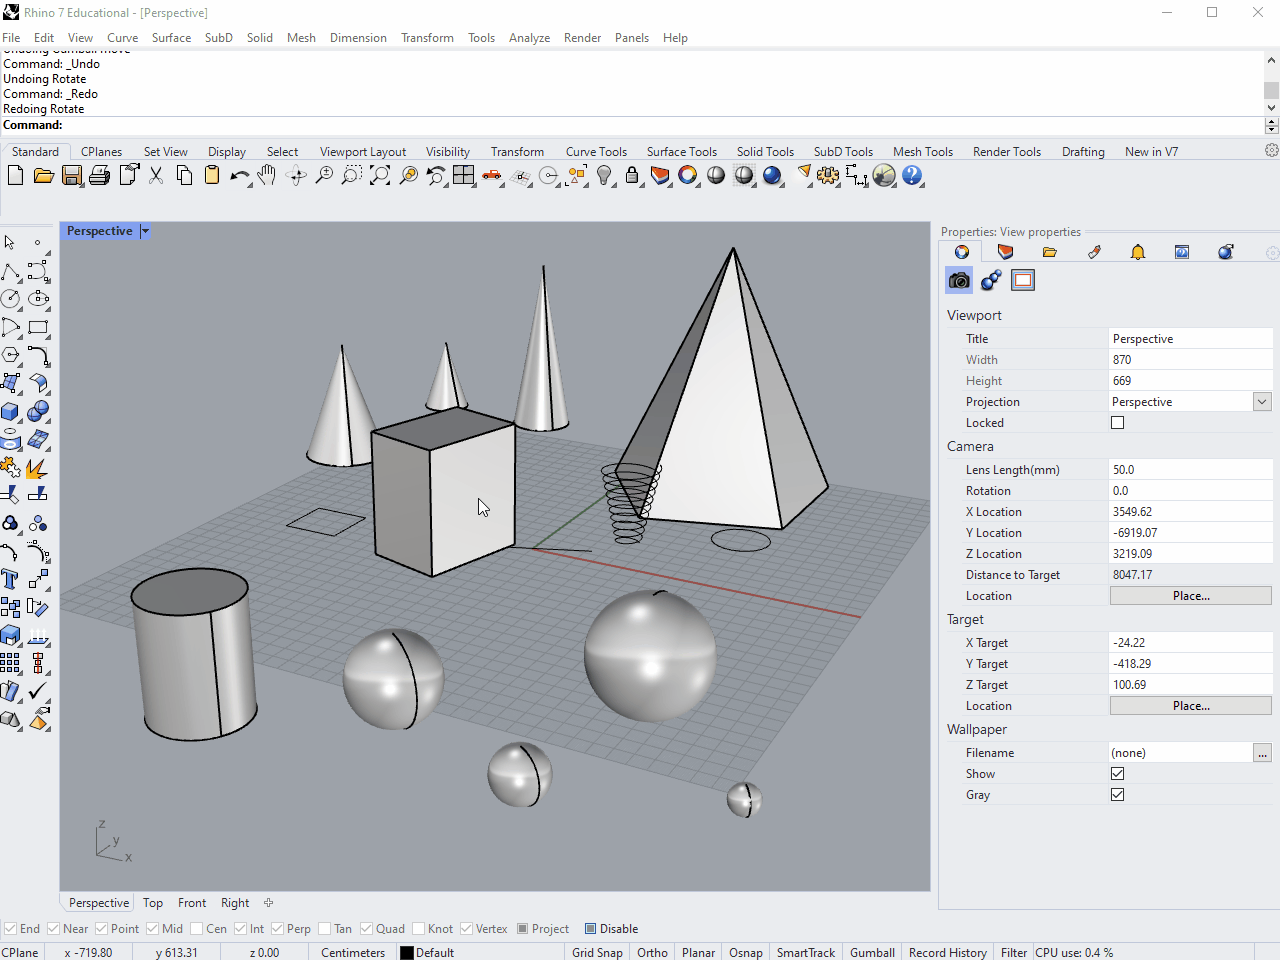 Rhino 7 Educational - [Perspective]
File Edit View Curve Surface SubD Solid Mesh Dimension Transform Tools Analyze Render Panels Help
Undoing Gumball move
Command: _Undo
Undoing Rotate
Command: _Redo
Redoing Rotate
Command:
Standard CPlanes Set View Display Select Viewport Layout Visibility Transform Curve Tools Surface Tools Solid Tools SubD Tools Mesh Tools Render Tools Drafting New in V7
Perspective
Properties: View properties
Viewport
Title Perspective
Width 870
Height 669
Projection Perspective
Locked
Camera
Lens Length(mm) 50.0
Rotation 0.0
X Location 3549.62
Y Location -6919.07
Z Location 3219.09
Distance to Target 8047.17
Location Place...
Target
X Target -24.22
Y Target -418.29
Z Target 100.69
Location Place...
Wallpaper
Filename (none) ...
Show
Gray
z
y
x
Perspective Top Front Right
End Near Point Mid Cen Int Perp Tan Quad Knot Vertex Project Disable
CPlane x -719.80 y 613.31 z 0.00 Centimeters Default Grid Snap Ortho Planar Osnap SmartTrack Gumball Record History Filter CPU use: 0.4 %